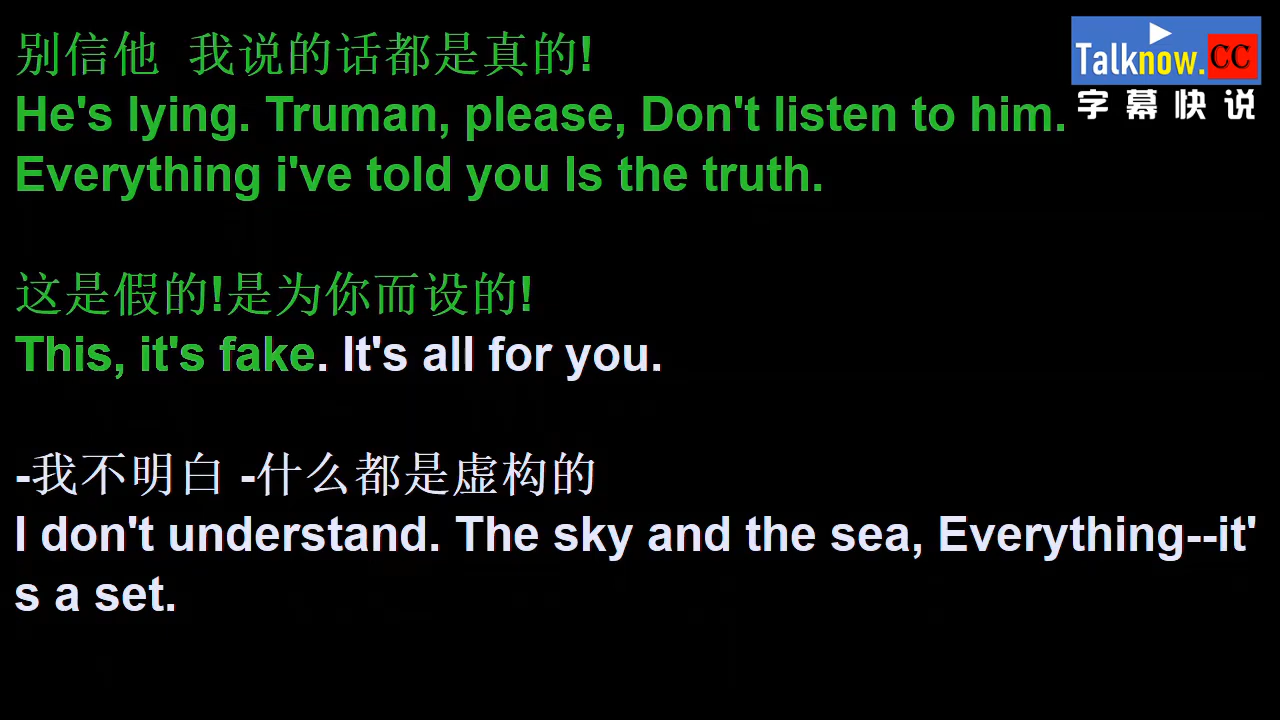 别信他 我说的话都是真的!
He's lying. Truman, please, Don't listen to him.
Everything i've told you Is the truth.
这是假的!是为你而设的!
This, it's fake. It's all for you.
-我不明白 -什么都是虚构的
I don't understand. The sky and the sea, Everything--it'
s a set.
Talknow.CC
字幕快说